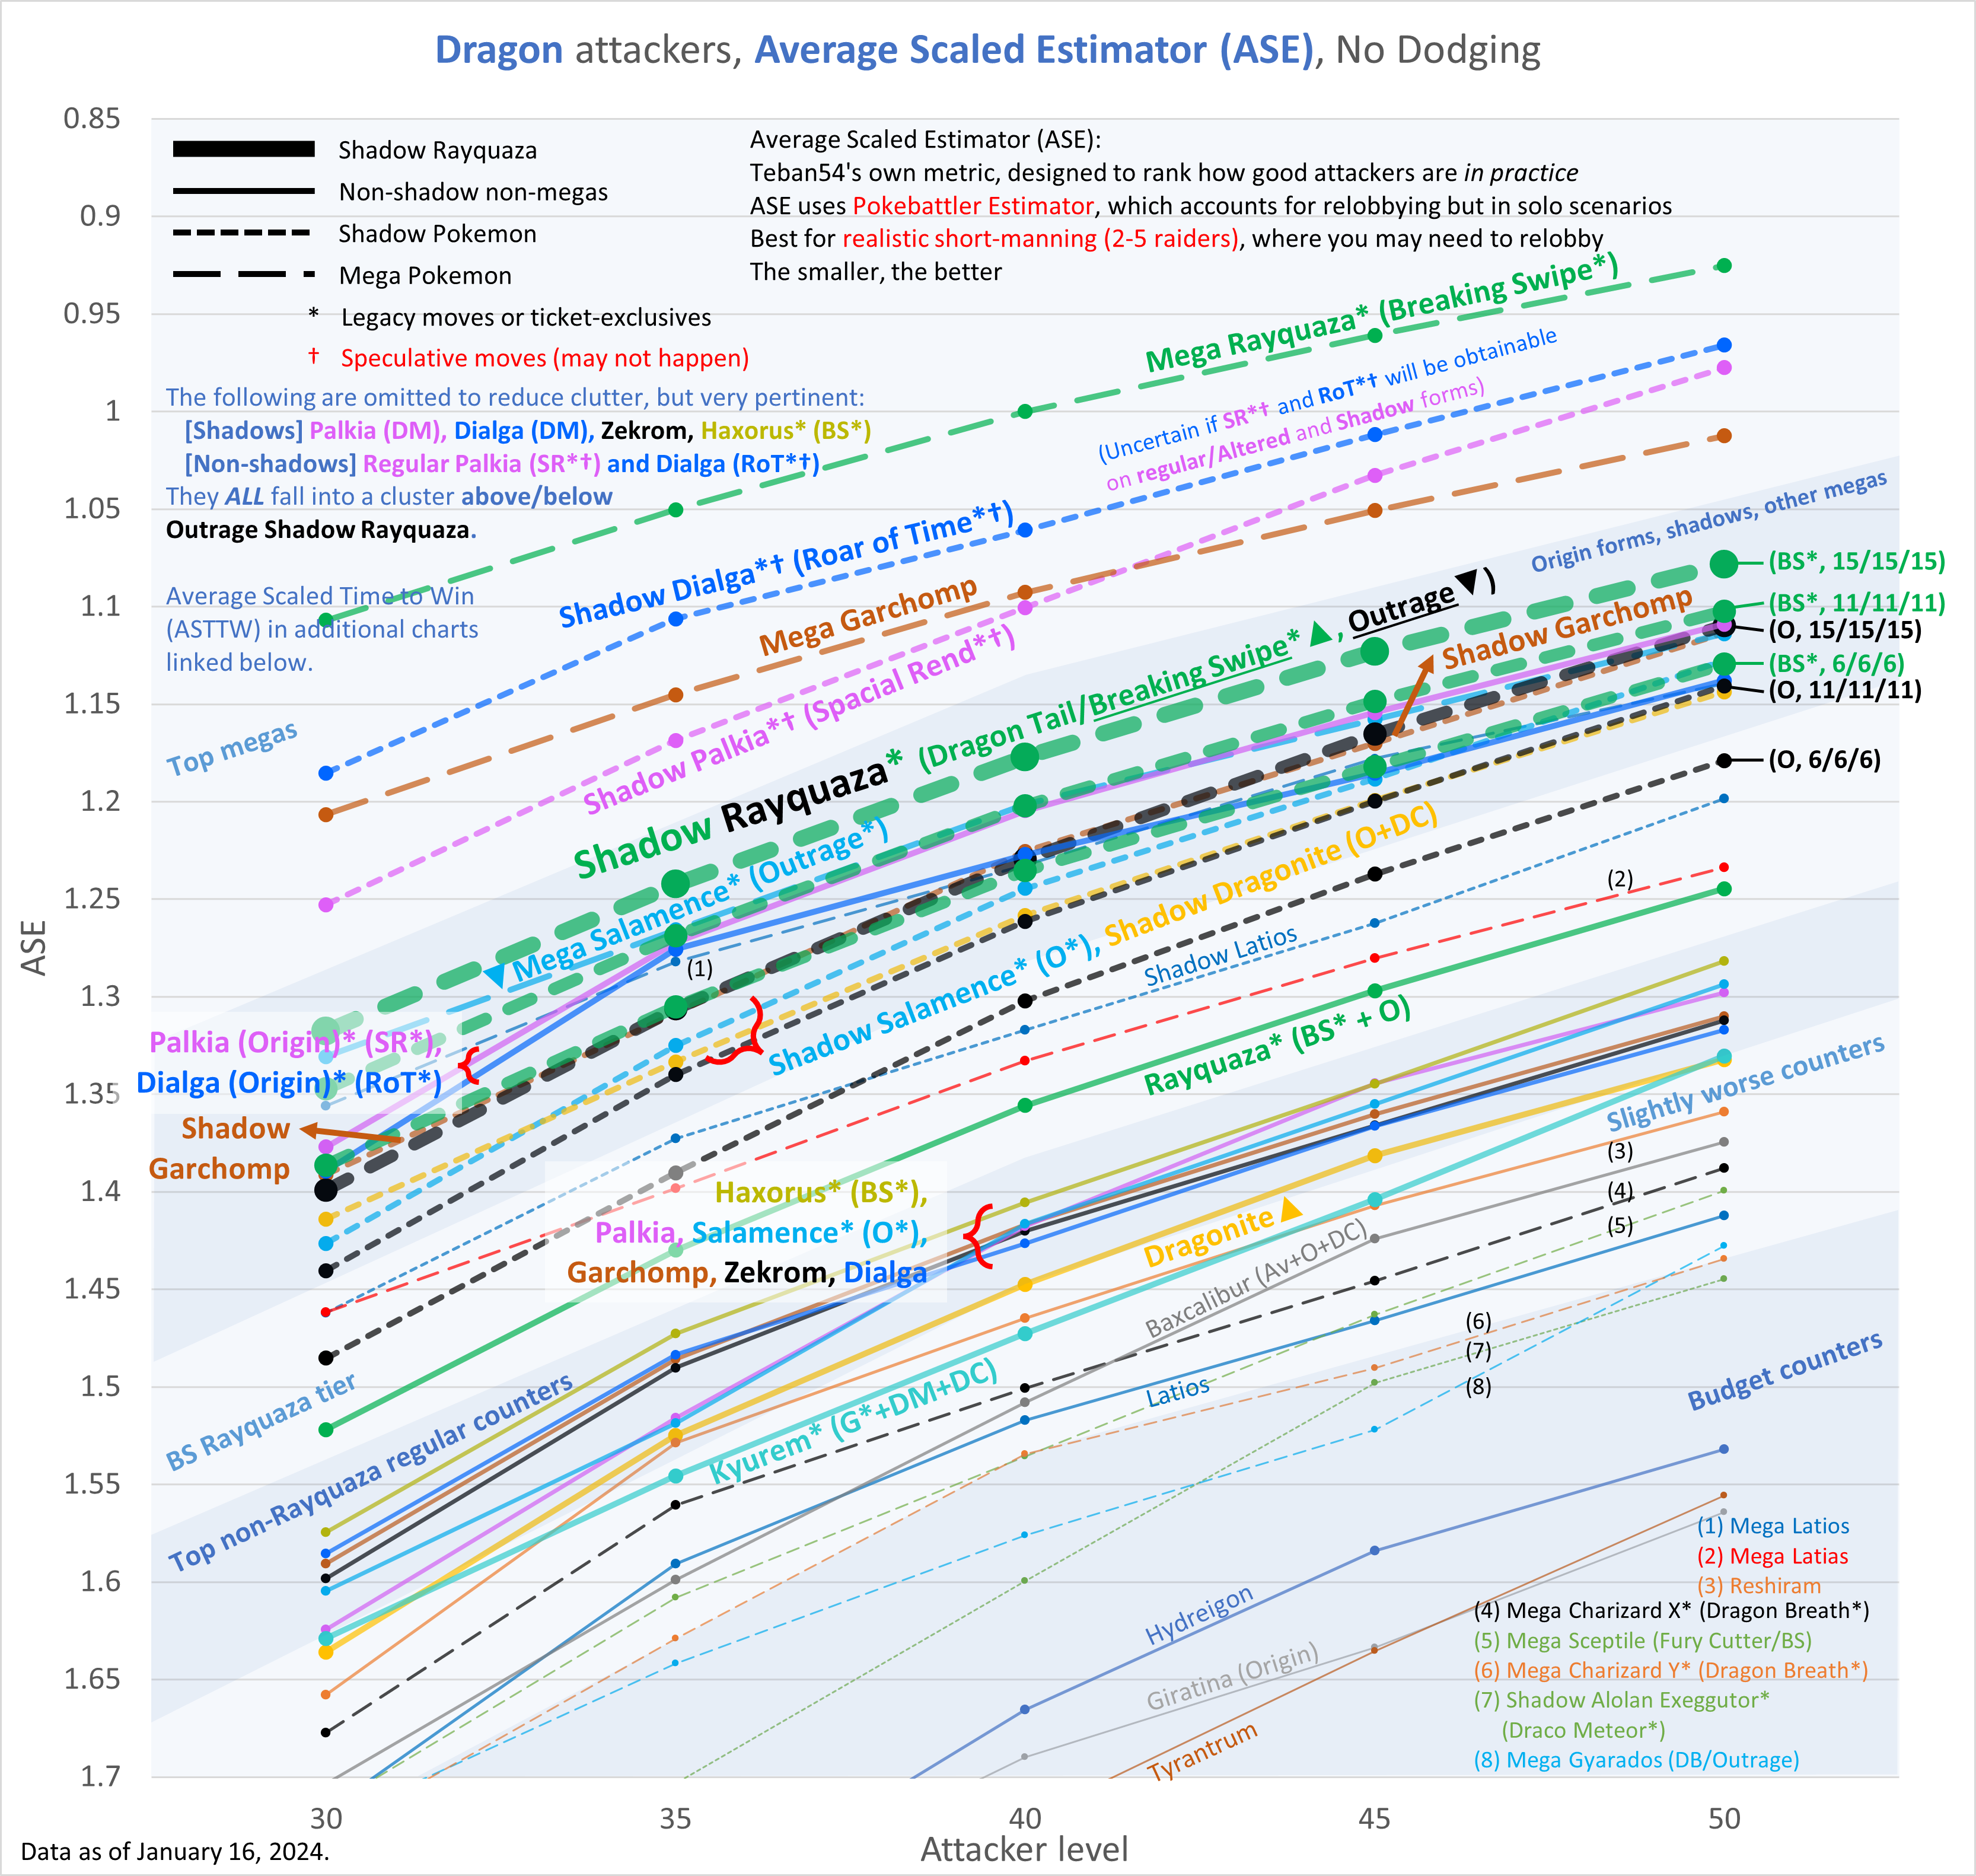 Dragon attackers, Average Scaled Estimator (ASE), No Dodging
0.85
0.9
0.95
1
1.05
1.1
1.15
1.2
1.25
1.3
1.35
1.4
1.45
1.5
1.55
1.6
1.65
1.7
ASE
Shadow Rayquaza
Non-shadow non-megas
Shadow Pokemon
Mega Pokemon
* Legacy moves or ticket-exclusives
† Speculative moves (may not happen)
Average Scaled Estimator (ASE):
Teban54's own metric, designed to rank how good attackers are in practice
ASE uses Pokebattler Estimator, which accounts for relobbying but in solo scenarios
Best for realistic short-manning (2-5 raiders), where you may need to relobby
The smaller, the better
The following are omitted to reduce clutter, but very pertinent:
[Shadows] Palkia (DM), Dialga (DM), Zekrom, Haxorus* (BS*)
[Non-shadows] Regular Palkia (SR*†) and Dialga (RoT*†)
They ALL fall into a cluster above/below
Outrage Shadow Rayquaza.
Average Scaled Time to Win
(ASTTW) in additional charts
linked below.
Mega Rayquaza* (Breaking Swipe*)
(Uncertain if SR*† and RoT*† will be obtainable
on regular/Altered and Shadow forms)
Shadow Dialga*† (Roar of Time*†)
Mega Garchomp
Shadow Palkia*† (Spacial Rend*†)
Top megas
Origin forms, shadows, other megas
Shadow Rayquaza* (Dragon Tail/Breaking Swipe* ▲, Outrage ▼)
Shadow Garchomp
(BS*, 15/15/15)
(BS*, 11/11/11)
(O, 15/15/15)
(BS*, 6/6/6)
(O, 11/11/11)
(O, 6/6/6)
Mega Salamence* (Outrage*)
(1)
(2)
Palkia (Origin)* (SR*),
Dialga (Origin)* (RoT*)
Shadow
Garchomp
Shadow Salamence* (O*), Shadow Dragonite (O+DC)
Shadow Latios
Rayquaza* (BS* + O)
Slightly worse counters
Haxorus* (BS*),
Palkia, Salamence* (O*),
Garchomp, Zekrom, Dialga
Dragonite ▲
Baxcalibur (Av+O+DC)
(3)
(4)
(5)
(6)
(7)
(8)
BS Rayquaza tier
Top non-Rayquaza regular counters
Kyurem* (G*+DM+DC)
Latios
Budget counters
Hydreigon
Giratina (Origin)
Tyrantrum
(1) Mega Latios
(2) Mega Latias
(3) Reshiram
(4) Mega Charizard X* (Dragon Breath*)
(5) Mega Sceptile (Fury Cutter/BS)
(6) Mega Charizard Y* (Dragon Breath*)
(7) Shadow Alolan Exeggutor*
(Draco Meteor*)
(8) Mega Gyarados (DB/Outrage)
30
35
40
45
50
Attacker level
Data as of January 16, 2024.